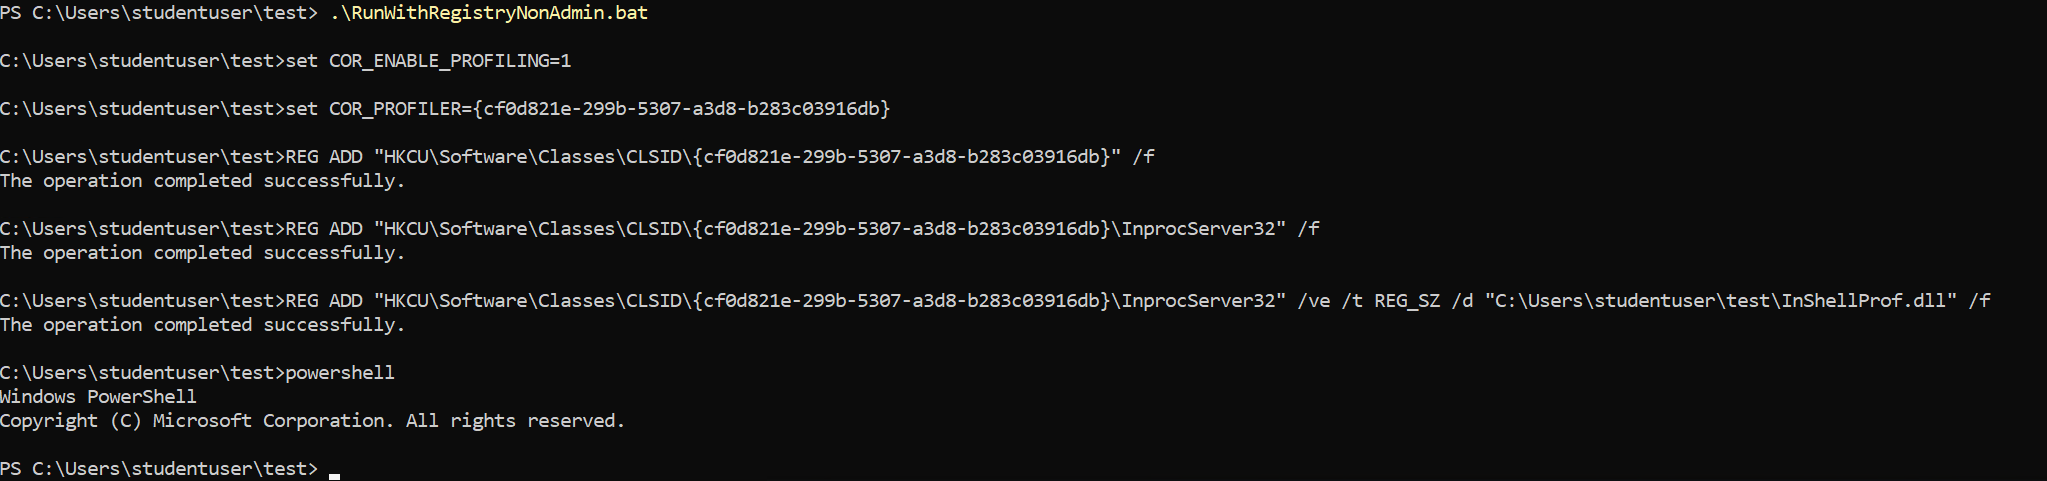 PS C:\Users\studentuser\test> .\RunWithRegistryNonAdmin.bat
C:\Users\studentuser\test>set COR_ENABLE_PROFILING=1
C:\Users\studentuser\test>set COR_PROFILER={cf0d821e-299b-5307-a3d8-b283c03916db}
C:\Users\studentuser\test>REG ADD "HKCU\Software\Classes\CLSID\{cf0d821e-299b-5307-a3d8-b283c03916db}" /f
The operation completed successfully.
C:\Users\studentuser\test>REG ADD "HKCU\Software\Classes\CLSID\{cf0d821e-299b-5307-a3d8-b283c03916db}\InprocServer32" /f
The operation completed successfully.
C:\Users\studentuser\test>REG ADD "HKCU\Software\Classes\CLSID\{cf0d821e-299b-5307-a3d8-b283c03916db}\InprocServer32" /ve /t REG_SZ /d "C:\Users\studentuser\test\InShellProf.dll" /f
The operation completed successfully.
C:\Users\studentuser\test>powershell
Windows PowerShell
Copyright (C) Microsoft Corporation. All rights reserved.
PS C:\Users\studentuser\test>